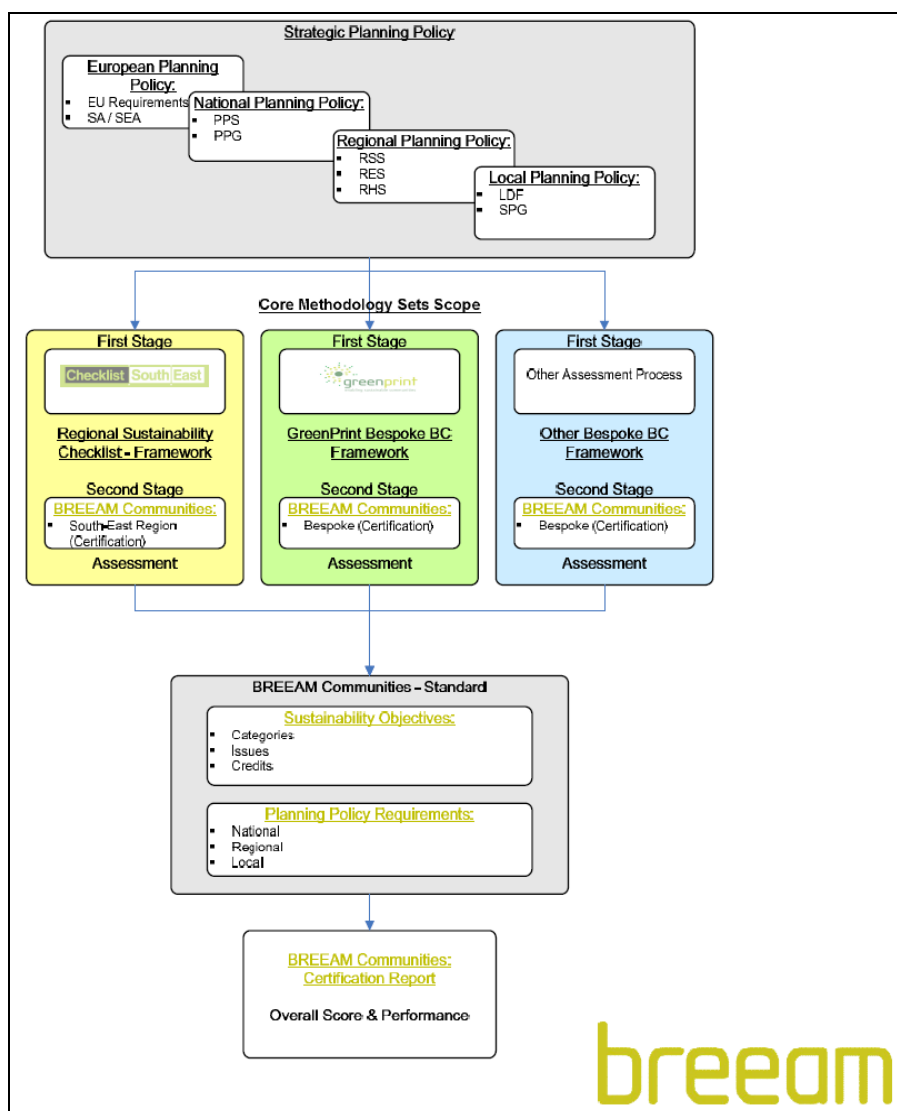 Strategic Planning Policy
European Planning
Policy:
▪ EU Requirements
▪ SA / SEA
National Planning Policy:
▪ PPS
▪ PPG
Regional Planning Policy:
▪ RSS
▪ RES
▪ RHS
Local Planning Policy:
▪ LDF
▪ SPG
Core Methodology Sets Scope
First Stage
Checklist South East
Regional Sustainability
Checklist - Framework
Second Stage
BREEAM Communities:
▪ South-East Region
(Certification)
Assessment
First Stage
greenprint
GreenPrint Bespoke BC
Framework
Second Stage
BREEAM Communities:
▪ Bespoke (Certification)
Assessment
First Stage
Other Assessment Process
Other Bespoke BC
Framework
Second Stage
BREEAM Communities:
▪ Bespoke (Certification)
Assessment
BREEAM Communities - Standard
Sustainability Objectives:
▪ Categories
▪ Issues
▪ Credits
Planning Policy Requirements:
▪ National
▪ Regional
▪ Local
BREEAM Communities:
Certification Report
Overall Score & Performance
breeam